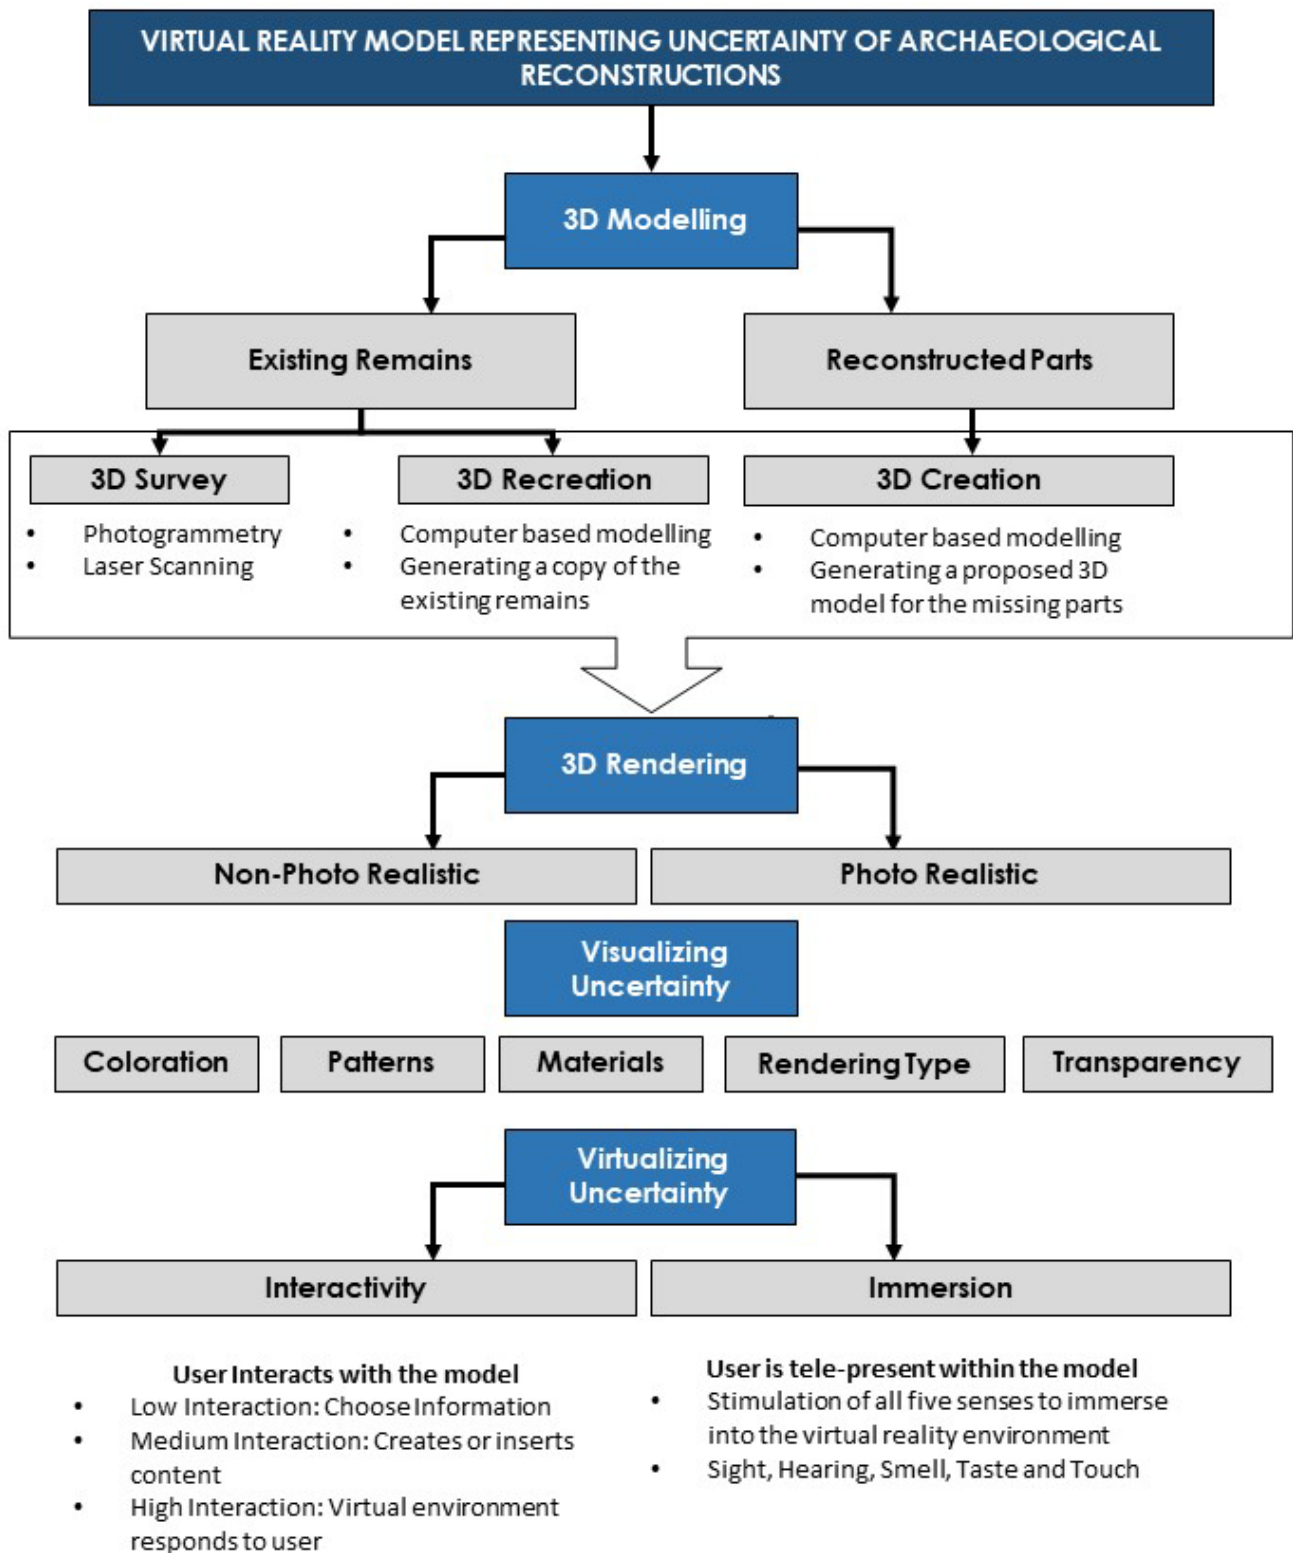 VIRTUAL REALITY MODEL REPRESENTING UNCERTAINTY OF ARCHAEOLOGICAL
RECONSTRUCTIONS
3D Modelling
Existing Remains
Reconstructed Parts
3D Survey
• Photogrammetry
• Laser Scanning
3D Recreation
• Computer based modelling
• Generating a copy of the
existing remains
3D Creation
• Computer based modelling
• Generating a proposed 3D
model for the missing parts
3D Rendering
Non-Photo Realistic
Photo Realistic
Visualizing
Uncertainty
Coloration
Patterns
Materials
Rendering Type
Transparency
Virtualizing
Uncertainty
Interactivity
Immersion
User Interacts with the model
• Low Interaction: Choose Information
• Medium Interaction: Creates or inserts
content
• High Interaction: Virtual environment
responds to user
User is tele-present within the model
• Stimulation of all five senses to immerse
into the virtual reality environment
• Sight, Hearing, Smell, Taste and Touch